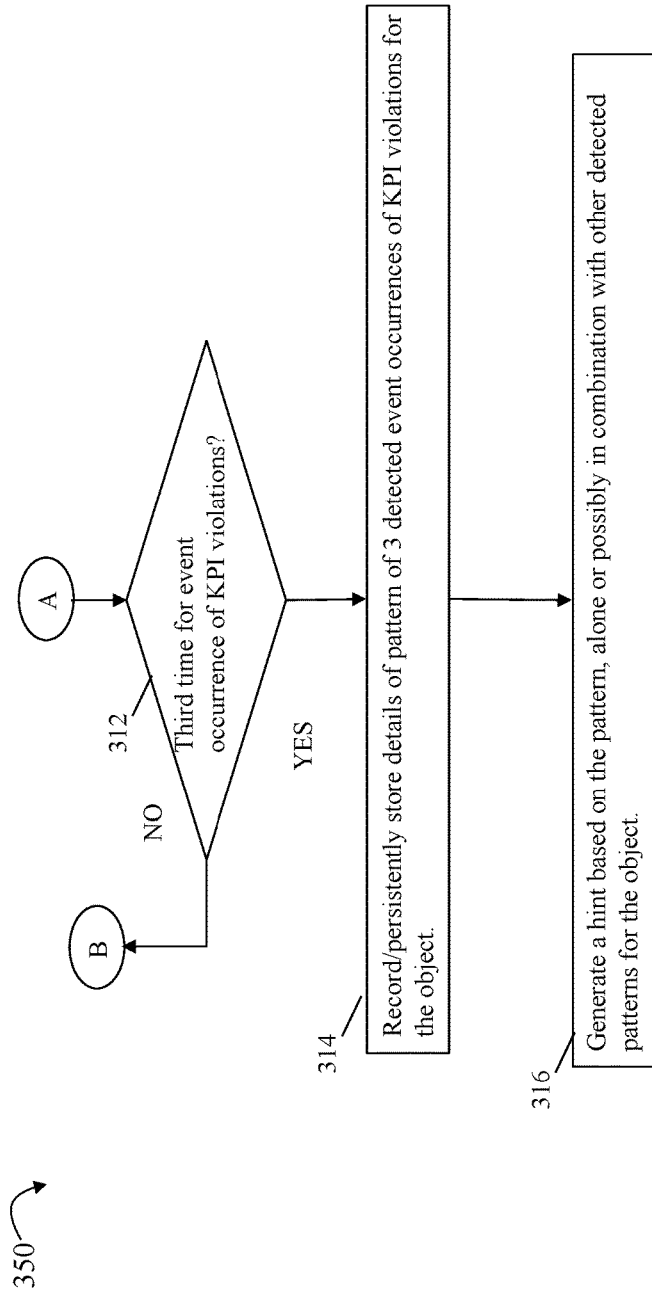 350
A
B
312
Third time for event
occurrence of KPI violations?
NO
YES
314
Record/persistently store details of pattern of 3 detected event occurrences of KPI violations for
the object.
316
Generate a hint based on the pattern, alone or possibly in combination with other detected
patterns for the object.